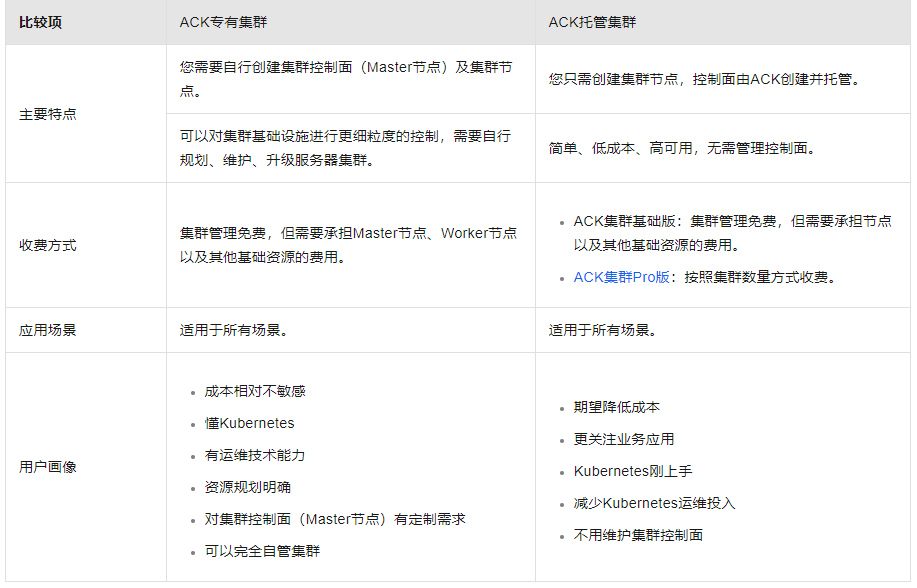 比较项
ACK专有集群
ACK托管集群
主要特点
您需要自行创建集群控制面（Master节点）及集群节
点。
您只需创建集群节点，控制面由ACK创建并托管。
可以对集群基础设施进行更细粒度的控制，需要自行
规划、维护、升级服务器集群。
简单、低成本、高可用，无需管理控制面。
收费方式
集群管理免费，但需要承担Master节点、Worker节点
以及其他基础资源的费用。
ACK集群基础版：集群管理免费，但需要承担节点
以及其他基础资源的费用。
ACK集群Pro版：按照集群数量方式收费。
应用场景
适用于所有场景。
适用于所有场景。
用户画像
成本相对不敏感
懂Kubernetes
有运维技术能力
资源规划明确
对集群控制面（Master节点）有定制需求
可以完全自管集群
期望降低成本
更关注业务应用
Kubernetes刚上手
减少Kubernetes运维投入
不用维护集群控制面